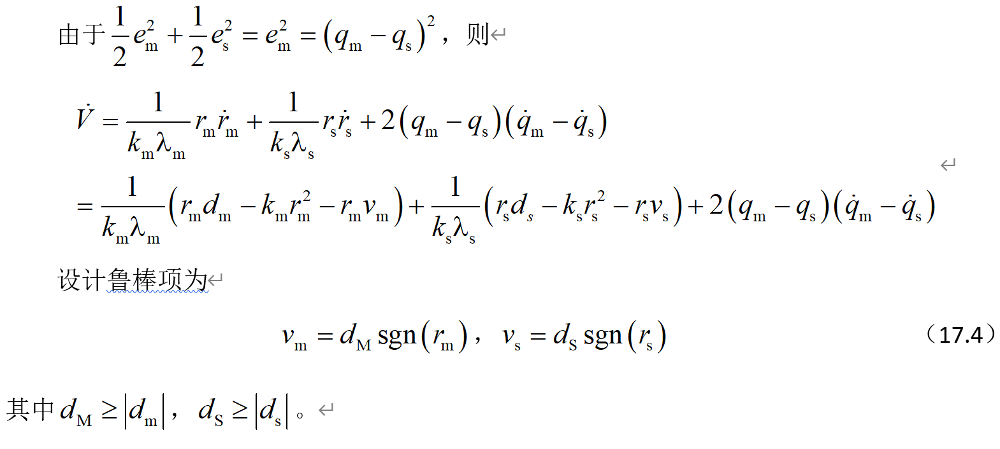 由于 $\frac{1}{2}e_{\mathrm{m}}^{2}+\frac{1}{2}e_{\mathrm{s}}^{2}=e_{\mathrm{m}}^{2}=\left(q_{\mathrm{m}}-q_{\mathrm{s}}\right)^{2}$，则↵
$\dot{V}=\frac{1}{k_{\mathrm{m}}\lambda_{\mathrm{m}}}r_{\mathrm{m}}\dot{r}_{\mathrm{m}}+\frac{1}{k_{\mathrm{s}}\lambda_{\mathrm{s}}}r_{\mathrm{s}}\dot{r}_{\mathrm{s}}+2\left(q_{\mathrm{m}}-q_{\mathrm{s}}\right)\left(\dot{q}_{\mathrm{m}}-\dot{q}_{\mathrm{s}}\right)$
$=\frac{1}{k_{\mathrm{m}}\lambda_{\mathrm{m}}}\left(r_{\mathrm{m}}d_{\mathrm{m}}-k_{\mathrm{m}}r_{\mathrm{m}}^{2}-r_{\mathrm{m}}v_{\mathrm{m}}\right)+\frac{1}{k_{\mathrm{s}}\lambda_{\mathrm{s}}}\left(r_{\mathrm{s}}d_{s}-k_{\mathrm{s}}r_{\mathrm{s}}^{2}-r_{\mathrm{s}}v_{\mathrm{s}}\right)+2\left(q_{\mathrm{m}}-q_{\mathrm{s}}\right)\left(\dot{q}_{\mathrm{m}}-\dot{q}_{\mathrm{s}}\right)$ ↵
设计鲁棒项为↵
$v_{\mathrm{m}}=d_{\mathrm{M}}\,\mathrm{sgn}\left(r_{\mathrm{m}}\right)$，$v_{\mathrm{s}}=d_{\mathrm{S}}\,\mathrm{sgn}\left(r_{\mathrm{s}}\right)$ （17.4）
其中 $d_{\mathrm{M}}\geq\left|d_{\mathrm{m}}\right|$，$d_{\mathrm{S}}\geq\left|d_{\mathrm{s}}\right|$。↵